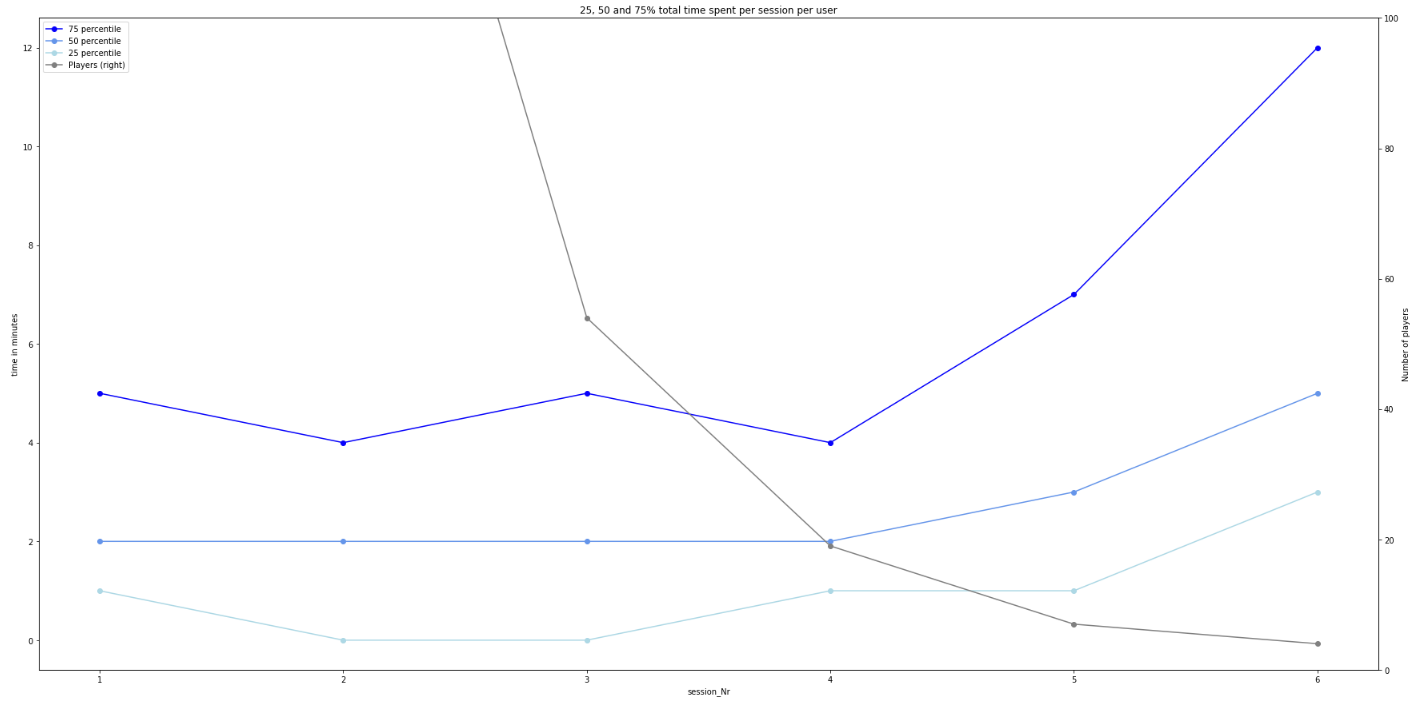 25, 50 and 75% total time spent per session per user
75 percentile
50 percentile
25 percentile
Players (right)
12
10
8
6
4
2
0
time in minutes
100
80
60
40
20
0
Number of players
1 2 3 4 5 6
session_Nr